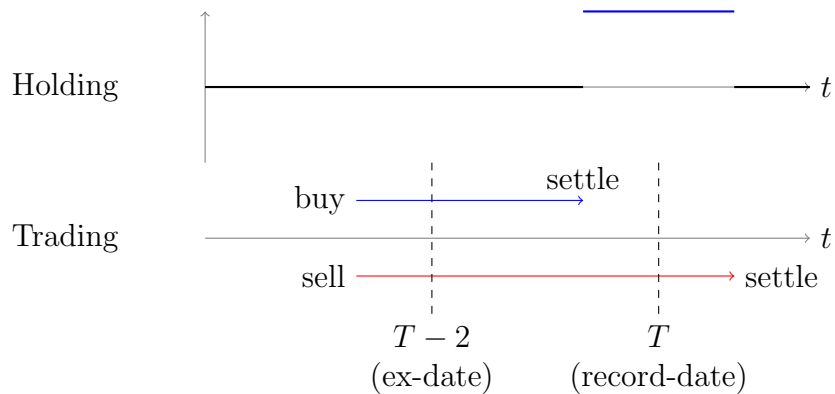 Holding
t
buy
settle
Trading
t
sell
settle
T − 2
T
(ex-date)
(record-date)